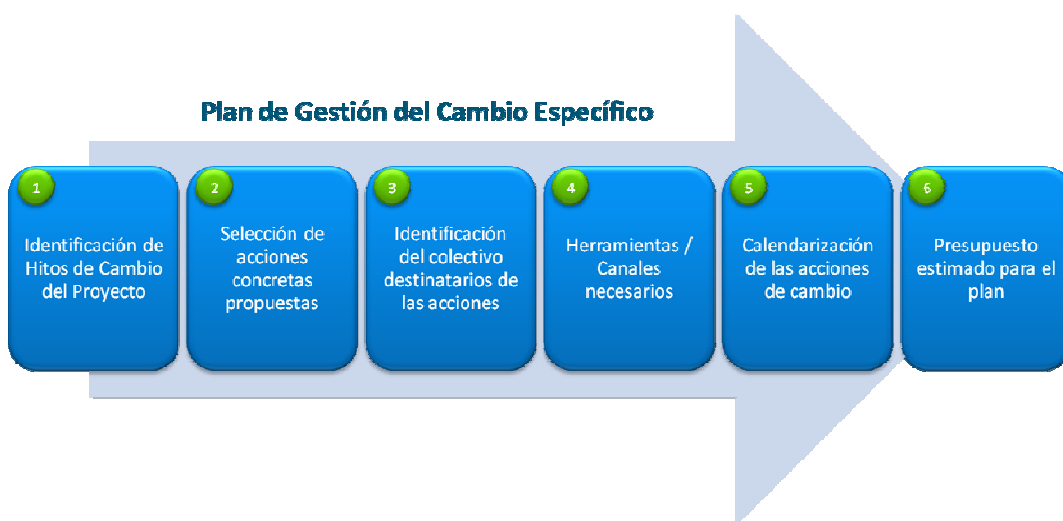 Plan de Gestión del Cambio Específico
1
Identificación de
Hitos de Cambio
del Proyecto
2
Selección de
acciones
concretas
propuestas
3
Identificación
del colectivo
destinatarios de
las acciones
4
Herramientas /
Canales
necesarios
5
Calendarización
de las acciones
de cambio
6
Presupuesto
estimado para el
plan